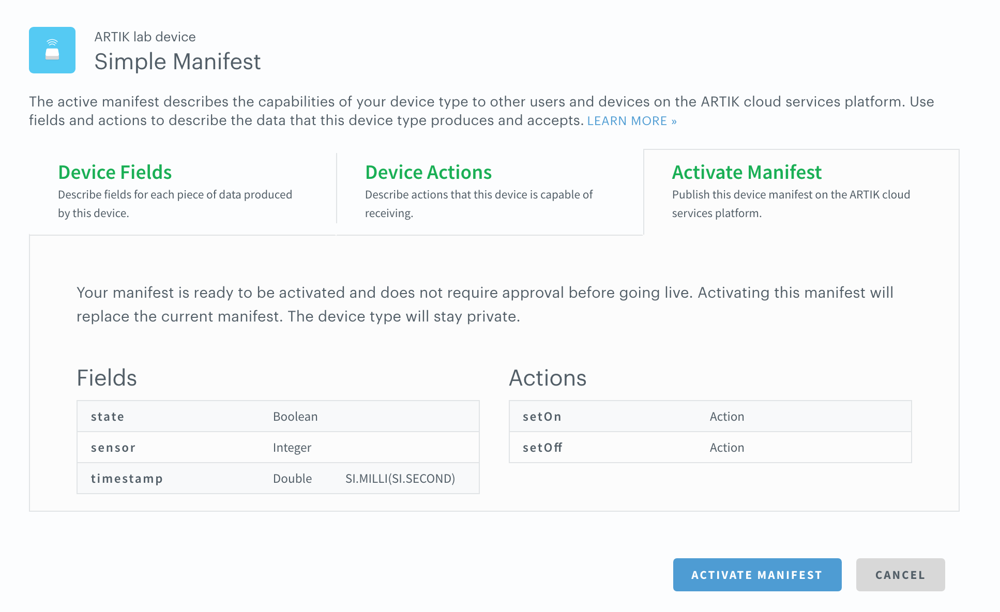 ARTIK lab device
Simple Manifest
The active manifest describes the capabilities of your device type to other users and devices on the ARTIK cloud services platform. Use
fields and actions to describe the data that this device type produces and accepts. LEARN MORE »
Device Fields
Describe fields for each piece of data produced
by this device.
Device Actions
Describe actions that this device is capable of
receiving.
Activate Manifest
Publish this device manifest on the ARTIK cloud
services platform.
Your manifest is ready to be activated and does not require approval before going live. Activating this manifest will
replace the current manifest. The device type will stay private.
Fields
state Boolean
sensor Integer
timestamp Double SI.MILLI(SI.SECOND)
Actions
setOn Action
setOff Action
ACTIVATE MANIFEST
CANCEL